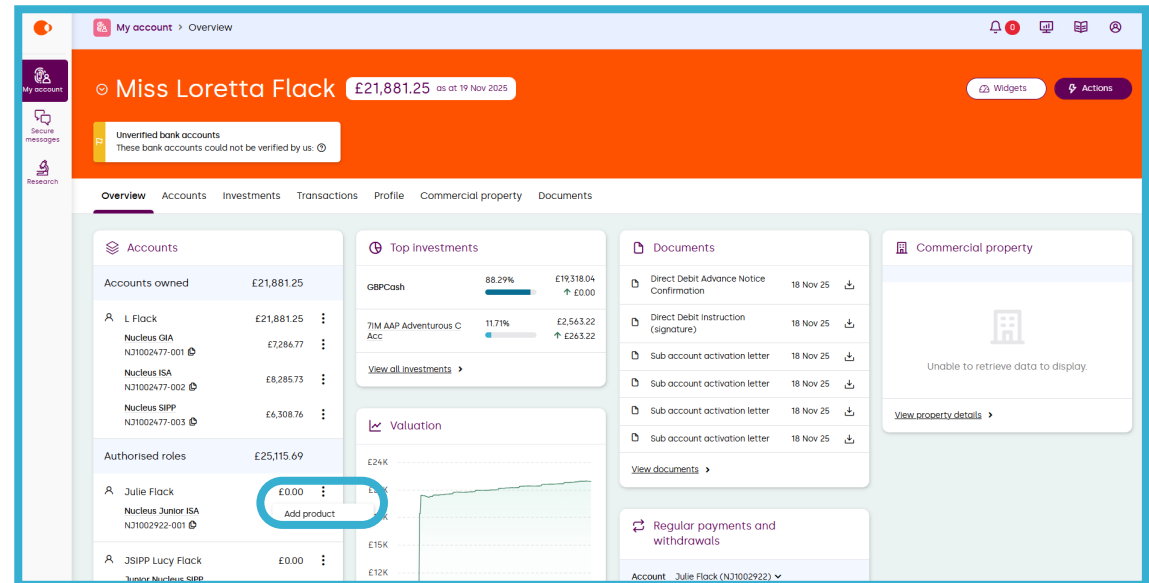 My account > Overview
0
My account
Secure
messages
Research
Miss Loretta Flack
£21,881.25 as at 19 Nov 2025
Widgets
Actions
Unverified bank accounts
These bank accounts could not be verified by us:
Overview Accounts Investments Transactions Profile Commercial property Documents
Accounts
Accounts owned £21,881.25
L Flack £21,881.25
Nucleus GIA
NJ1002477-001
£7,286.77
Nucleus ISA
NJ1002477-002
£8,285.73
Nucleus SIPP
NJ1002477-003
£6,308.76
Authorised roles £25,115.69
Julie Flack £0.00
Nucleus Junior ISA
NJ1002922-001
Add product
JSIPP Lucy Flack £0.00
Junior Nucleus SIPP
Top Investments
GBPCash 88.29% £19,318.04
£0.00
7IM AAP Adventurous C
Acc
11.71% £2,563.22
£263.22
View all investments >
Valuation
£24K
£15K
£12K
Documents
Direct Debit Advance Notice
Confirmation
18 Nov 25
Direct Debit Instruction
(signature)
18 Nov 25
Sub account activation letter 18 Nov 25
Sub account activation letter 18 Nov 25
Sub account activation letter 18 Nov 25
Sub account activation letter 18 Nov 25
View documents >
Regular payments and
withdrawals
Account Julie Flack (NJ1002922)
Commercial property
Unable to retrieve data to display.
View property details >